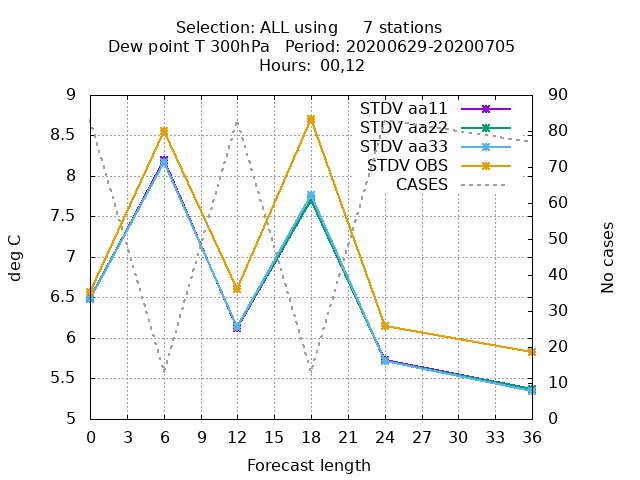 Selection: ALL using     7 stations
Dew point T 300hPa   Period: 20200629-20200705
Hours: 00,12
STDV aa11
STDV aa22
STDV aa33
STDV OBS
CASES
deg C
9
8.5
8
7.5
7
6.5
6
5.5
5
90
80
70
60
50
40
30
20
10
0
No cases
0 3 6 9 12 15 18 21 24 27 30 33 36
Forecast length